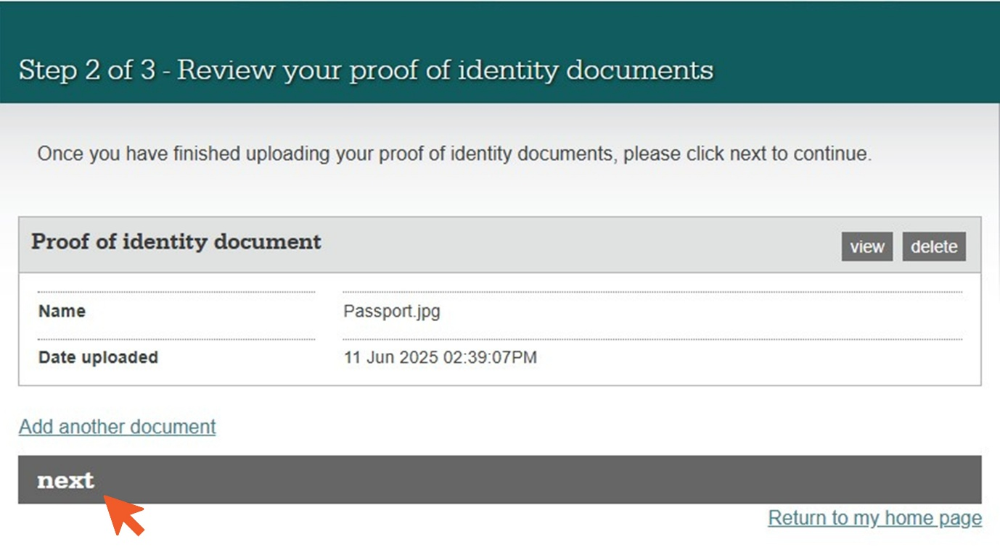 Step 2 of 3 - Review your proof of identity documents
Once you have finished uploading your proof of identity documents, please click next to continue.
Proof of identity document
view
delete
Name
Passport.jpg
Date uploaded
11 Jun 2025 02:39:07PM
Add another document
next
Return to my home page